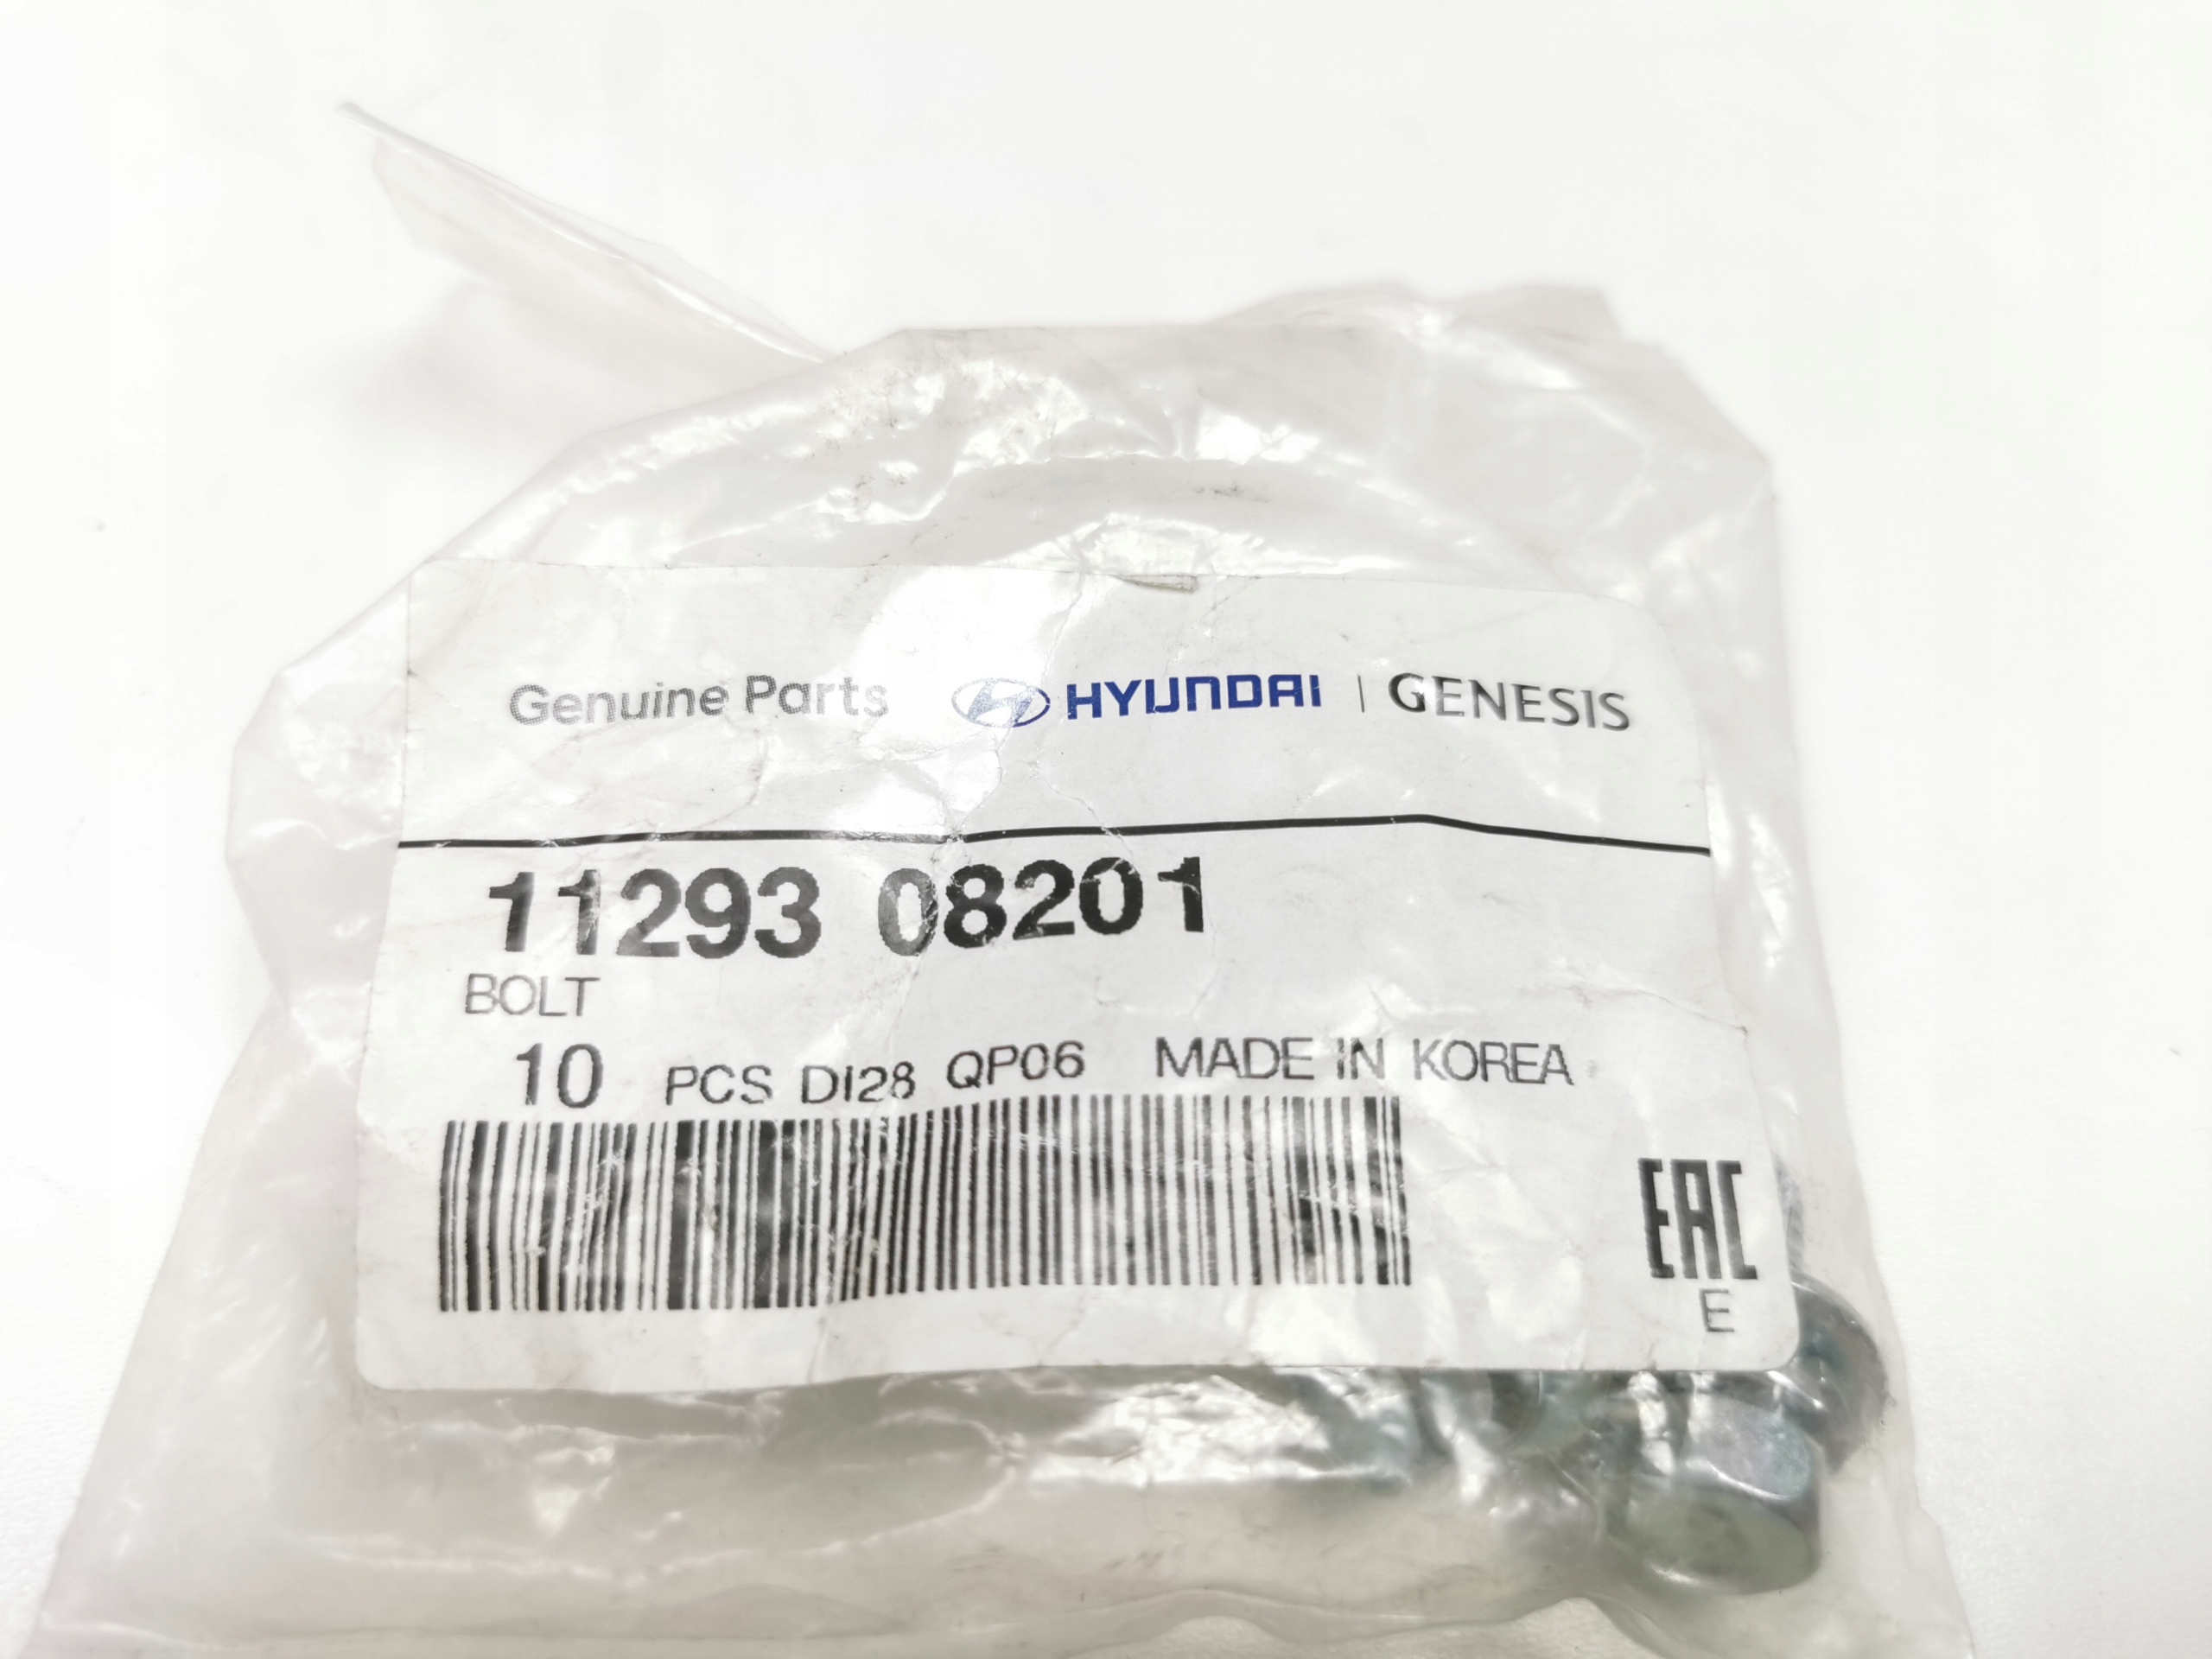 Genuine Parts HYUNDAI | GENESIS
11293 08201
BOLT
10 PCS DI28 QP06 MADE IN KOREA
EAC
E